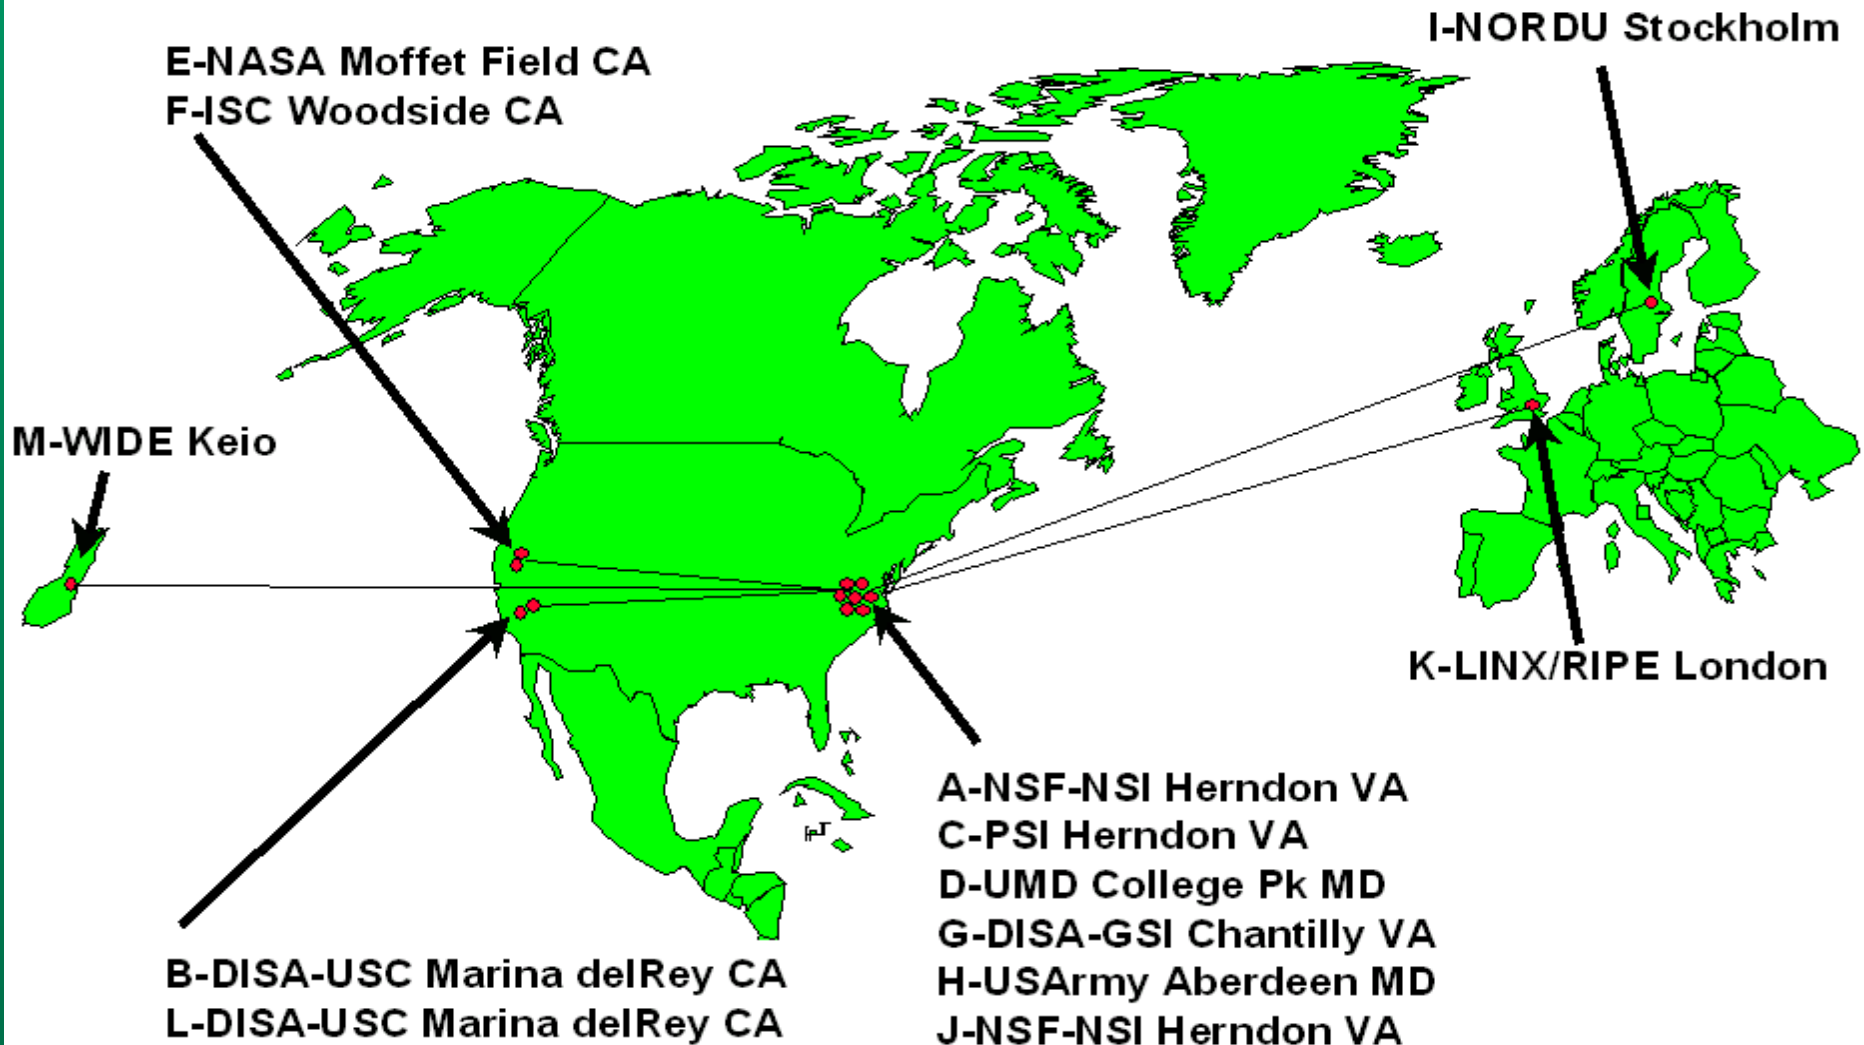 I-NORDU Stockholm
E-NASA Moffet Field CA
F-ISC Woodside CA
M-WIDE Keio
K-LINX/RIPE London
A-NSF-NSI Herndon VA
C-PSI Herndon VA
D-UMD College Pk MD
G-DISA-GSI Chantilly VA
H-USArmy Aberdeen MD
J-NSF-NSI Herndon VA
B-DISA-USC Marina delRey CA
L-DISA-USC Marina delRey CA